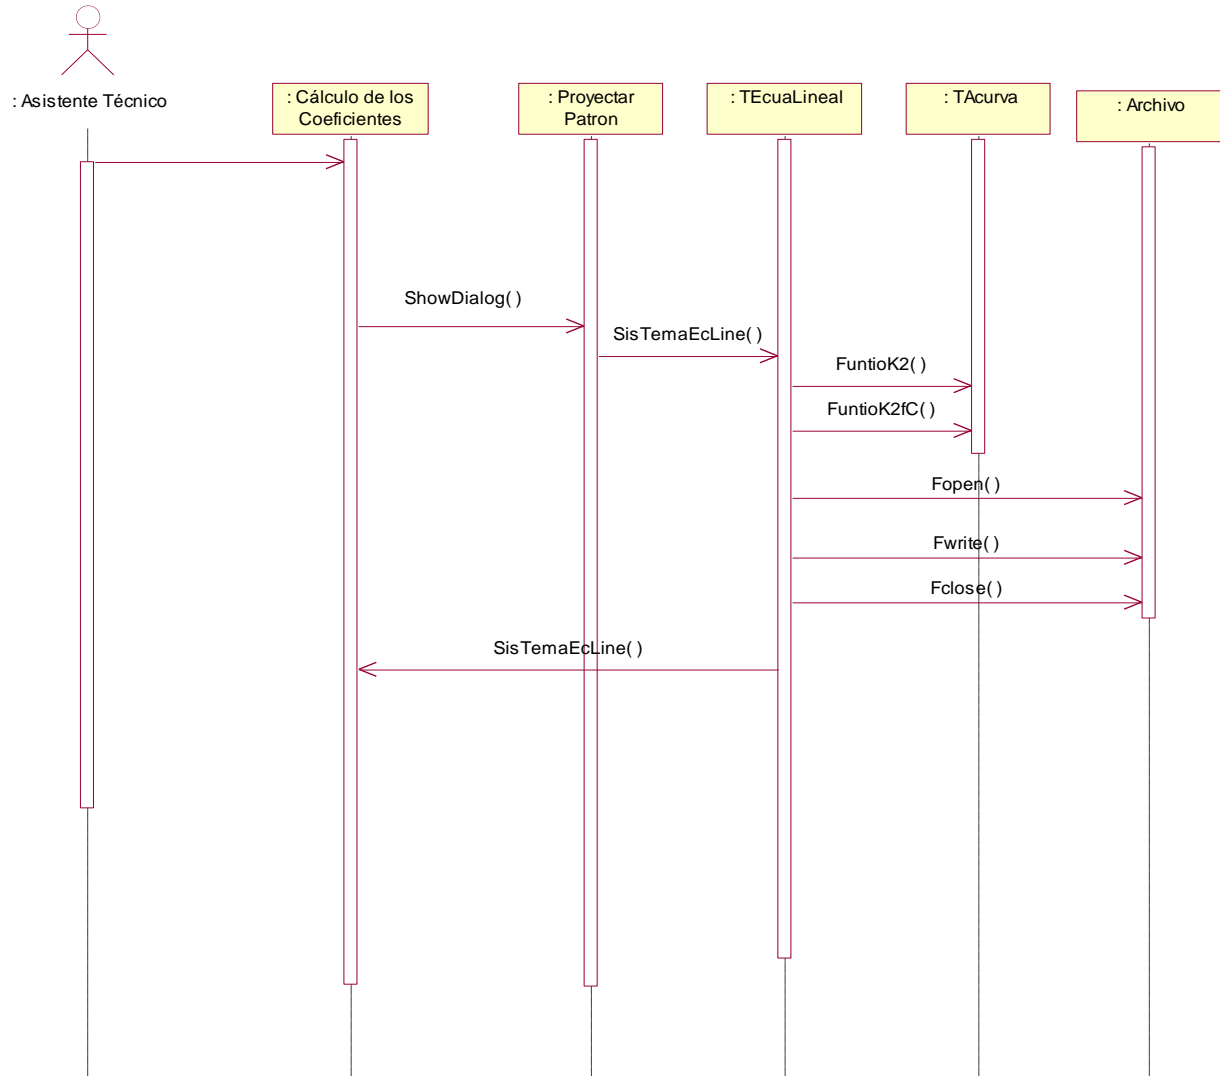 : Asistente Técnico
: Cálculo de los
Coeficientes
: Proyectar
Patron
: TEcuaLineal
: TAcurva
: Archivo
ShowDialog( )
SisTemaEcLine( )
FuntioK2( )
FuntioK2fC( )
Fopen( )
Fwrite( )
Fclose( )
SisTemaEcLine( )